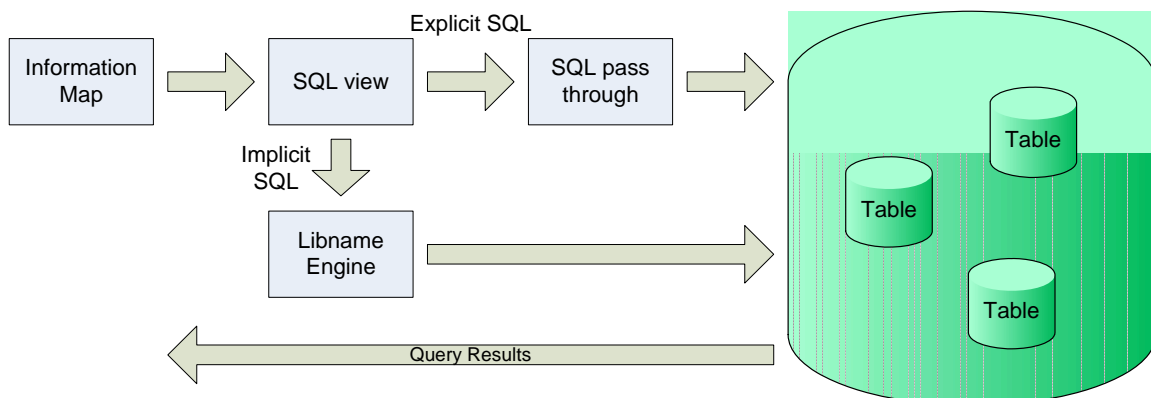 Explicit SQL
Information
Map
SQL view
SQL pass
through
Table
Implicit
SQL
Table
Libname
Engine
Table
Query Results